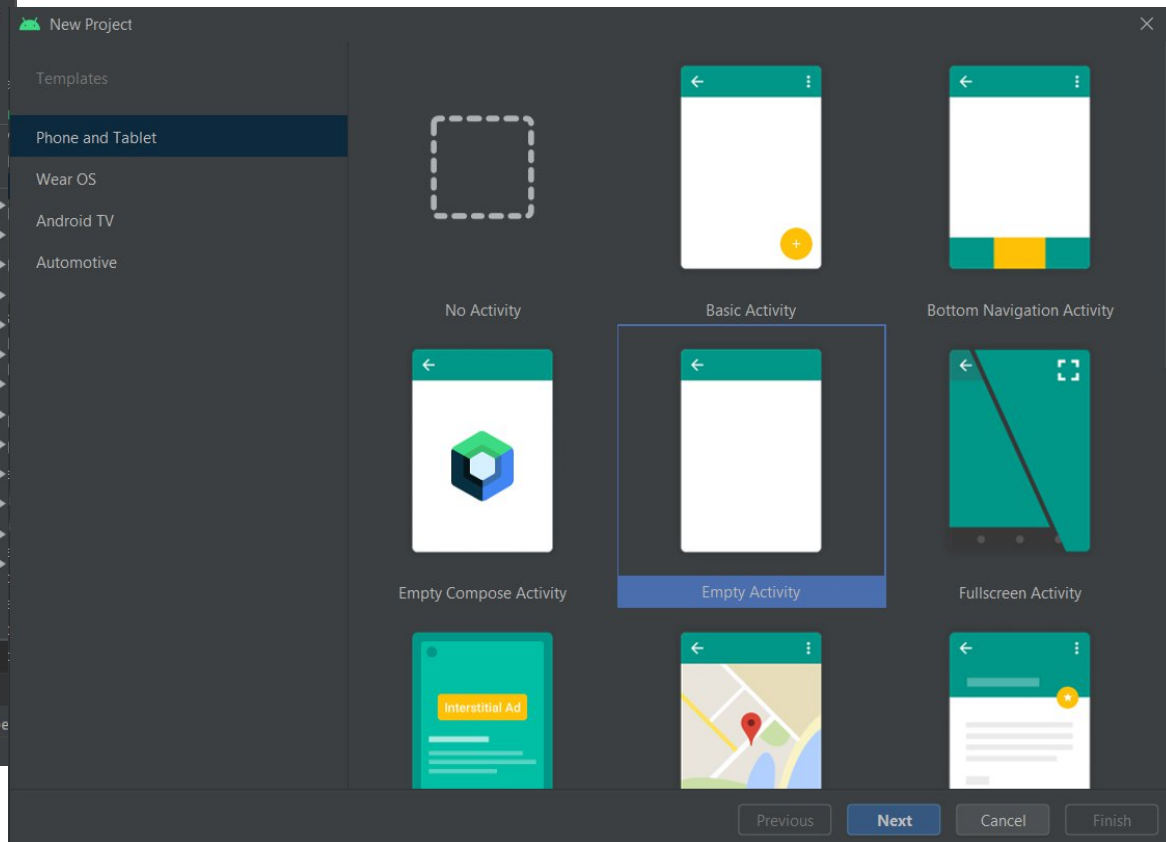 New Project
Templates
Phone and Tablet
Wear OS
Android TV
Automotive
No Activity
Basic Activity
Bottom Navigation Activity
Empty Compose Activity
Empty Activity
Fullscreen Activity
Interstitial Ad
Previous
Next
Cancel
Finish